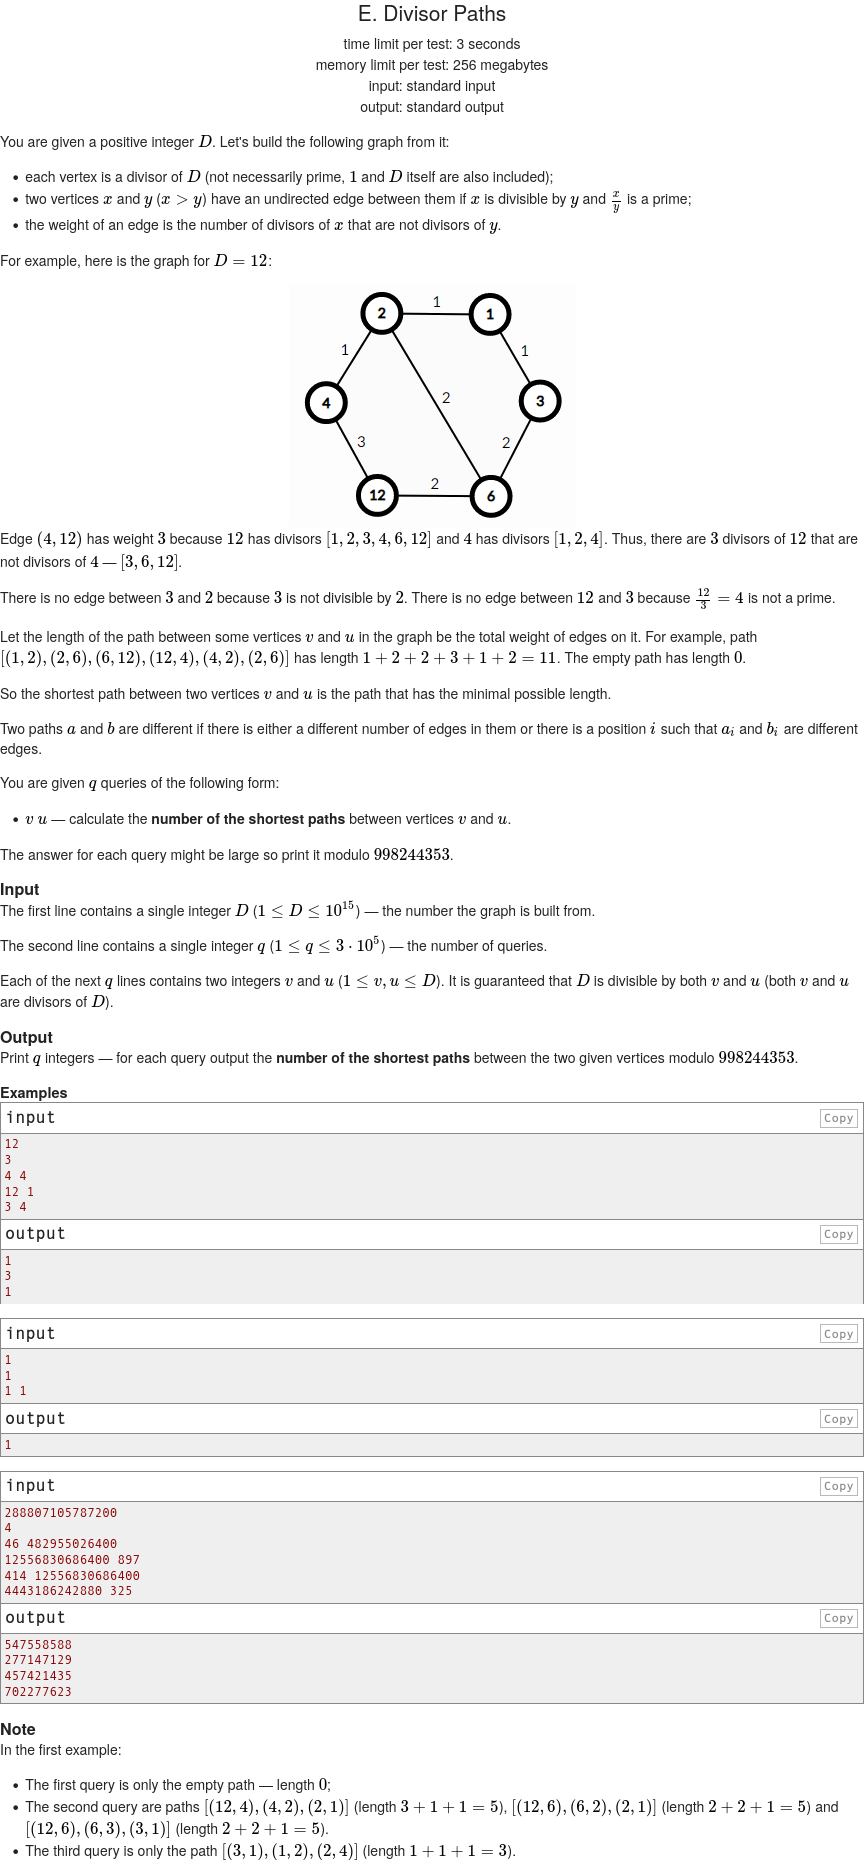 E. Divisor Paths
time limit per test: 3 seconds
memory limit per test: 256 megabytes
input: standard input
output: standard output
You are given a positive integer D. Let's build the following graph from it:
• each vertex is a divisor of D (not necessarily prime, 1 and D itself are also included);
• two vertices x and y (x > y) have an undirected edge between them if x is divisible by y and x/y is a prime;
• the weight of an edge is the number of divisors of x that are not divisors of y.
For example, here is the graph for D = 12:
2 1 1
1 1
4 2 3
3 2
12 2 6
Edge (4, 12) has weight 3 because 12 has divisors [1, 2, 3, 4, 6, 12] and 4 has divisors [1, 2, 4]. Thus, there are 3 divisors of 12 that are
not divisors of 4 — [3, 6, 12].
There is no edge between 3 and 2 because 3 is not divisible by 2. There is no edge between 12 and 3 because 12/3 = 4 is not a prime.
Let the length of the path between some vertices v and u in the graph be the total weight of edges on it. For example, path
[(1, 2), (2, 6), (6, 12), (12, 4), (4, 2), (2, 6)] has length 1 + 2 + 2 + 3 + 1 + 2 = 11. The empty path has length 0.
So the shortest path between two vertices v and u is the path that has the minimal possible length.
Two paths a and b are different if there is either a different number of edges in them or there is a position i such that aᵢ and bᵢ are different
edges.
You are given q queries of the following form:
• v u — calculate the number of the shortest paths between vertices v and u.
The answer for each query might be large so print it modulo 998244353.
Input
The first line contains a single integer D (1 ≤ D ≤ 10¹⁵) — the number the graph is built from.
The second line contains a single integer q (1 ≤ q ≤ 3 · 10⁵) — the number of queries.
Each of the next q lines contains two integers v and u (1 ≤ v, u ≤ D). It is guaranteed that D is divisible by both v and u (both v and u
are divisors of D).
Output
Print q integers — for each query output the number of the shortest paths between the two given vertices modulo 998244353.
Examples
input Copy
12
3
4 4
12 1
3 4
output Copy
1
3
1
input Copy
1
1
1 1
output Copy
1
input Copy
288807105787200
4
46 482955026400
12556830686400 897
414 12556830686400
4443186242880 325
output Copy
547558588
277147129
457421435
702277623
Note
In the first example:
• The first query is only the empty path — length 0;
• The second query are paths [(12, 4), (4, 2), (2, 1)] (length 3 + 1 + 1 = 5), [(12, 6), (6, 2), (2, 1)] (length 2 + 2 + 1 = 5) and
[(12, 6), (6, 3), (3, 1)] (length 2 + 2 + 1 = 5).
• The third query is only the path [(3, 1), (1, 2), (2, 4)] (length 1 + 1 + 1 = 3).